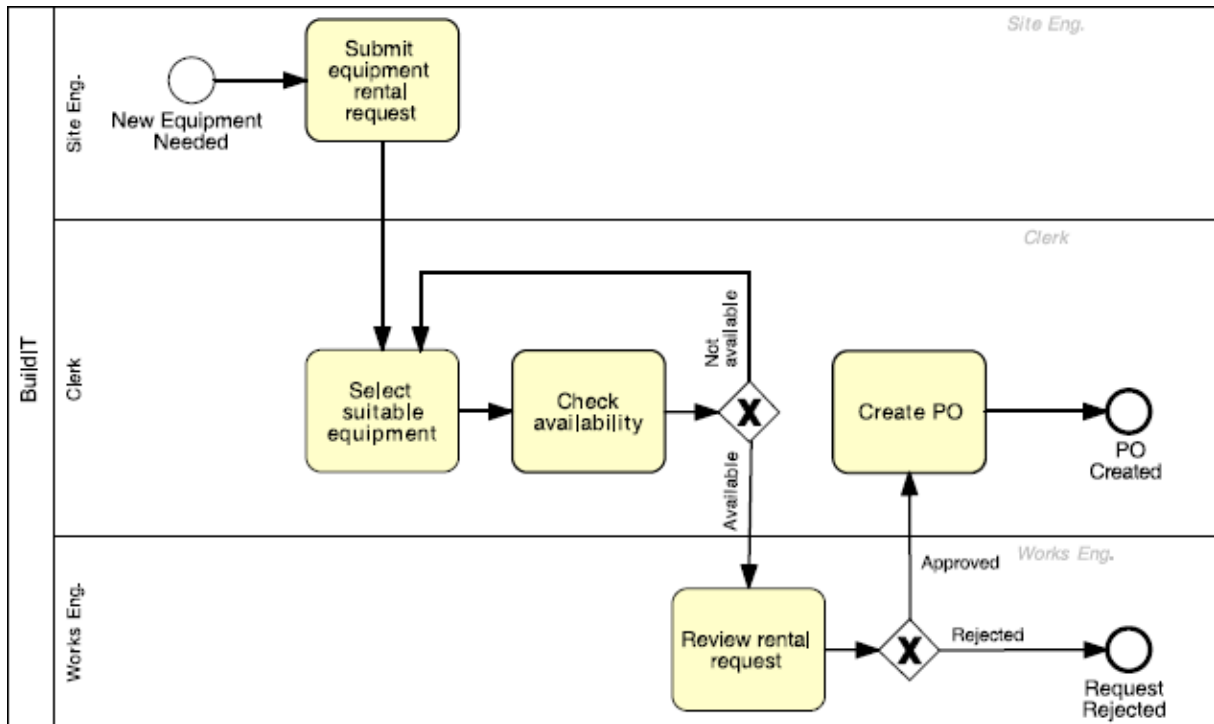 BuildIT
Site Eng.
Site Eng.
New Equipment
Needed
Submit
equipment
rental
request
Clerk
Clerk
Select
suitable
equipment
Check
availability
Not
available
X
Available
Create PO
PO
Created
Works Eng.
Works Eng.
Review rental
request
X
Approved
Rejected
Request
Rejected